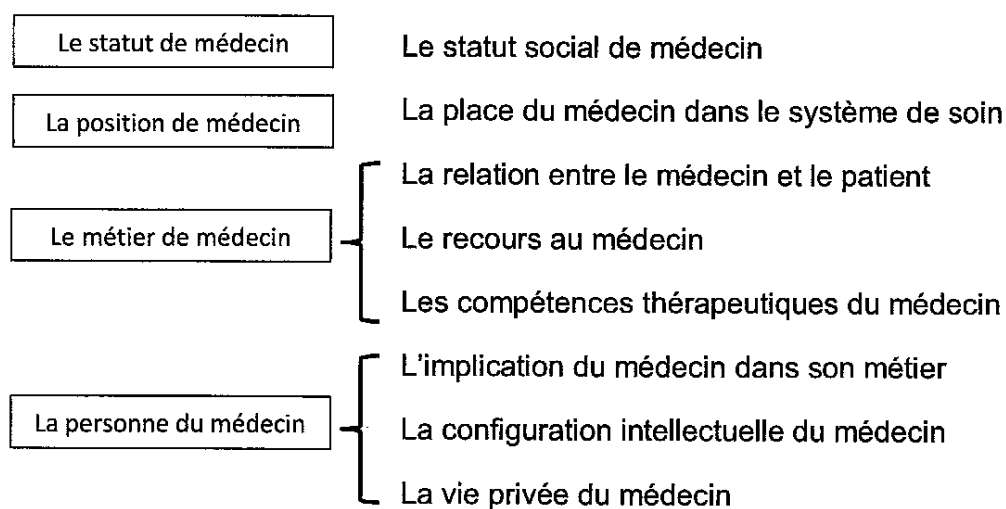 Le statut de médecin
Le statut social de médecin
La position de médecin
La place du médecin dans le système de soin
La relation entre le médecin et le patient
Le métier de médecin
Le recours au médecin
Les compétences thérapeutiques du médecin
L'implication du médecin dans son métier
La personne du médecin
La configuration intellectuelle du médecin
La vie privée du médecin